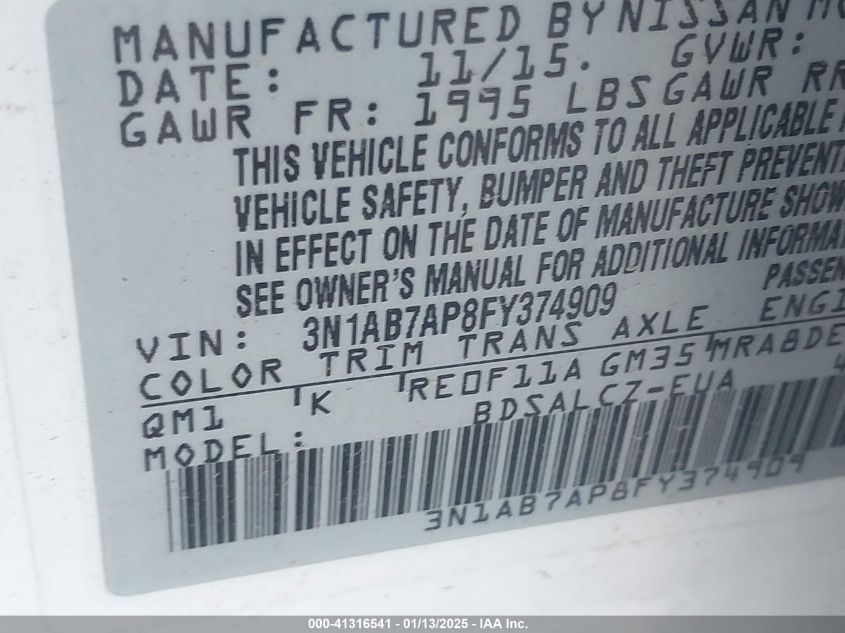 MANUFACTURED BY NISSAN
DATE: 11/15. GVWR:
GAWR FR: 1995 LBS GAWR RR
THIS VEHICLE CONFORMS TO ALL APPLICABLE
VEHICLE SAFETY, BUMPER AND THEFT PREVENT
IN EFFECT ON THE DATE OF MANUFACTURE SHOW
SEE OWNER'S MANUAL FOR ADDITIONAL INFORMA
VIN: 3N1AB7AP8FY374909 PASSEN
COLOR TRIM TRANS AXLE ENGI
QM1 K RE0F11A GM35 MRA8DE
MODEL: BDSALCZ-EUA
3N1AB7AP8FY374909
000-41316541 - 01/13/2025 - IAA Inc.